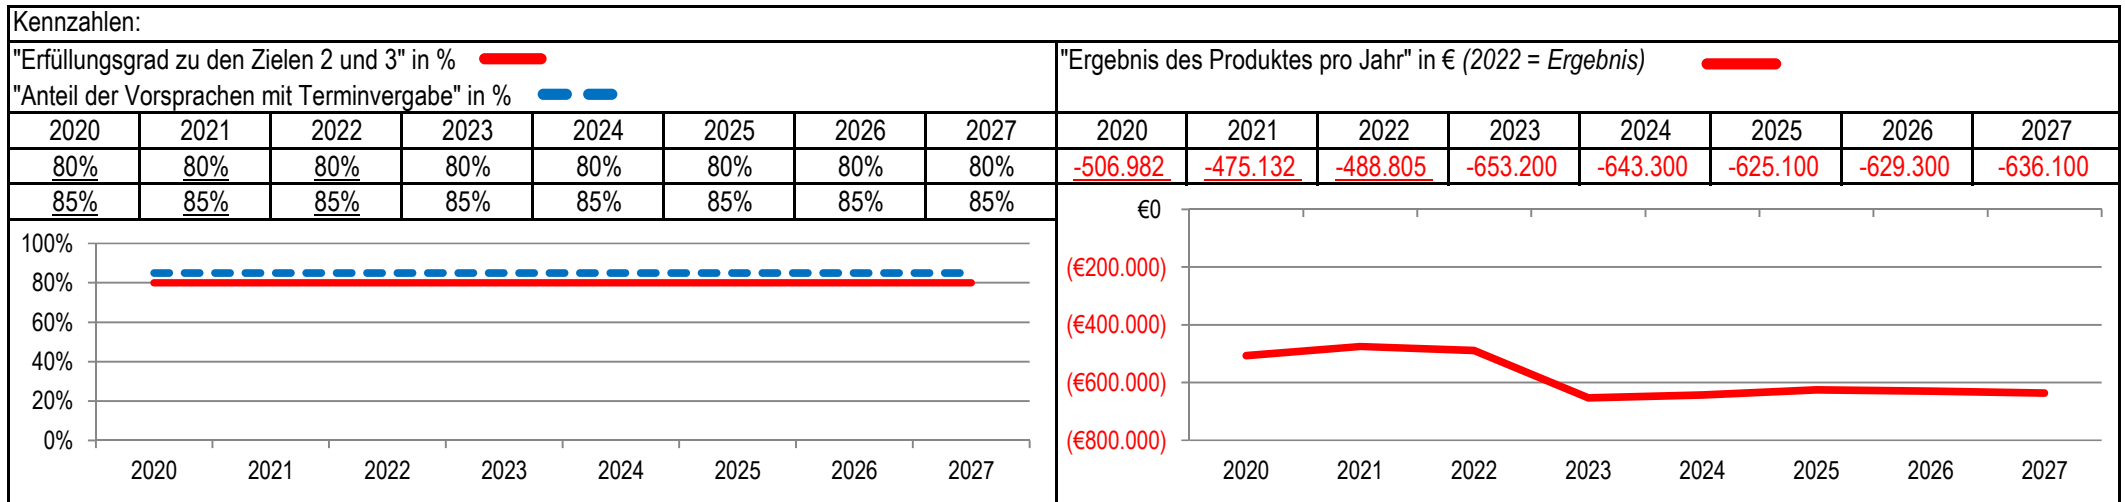 Kennzahlen:
"Erfüllungsgrad zu den Zielen 2 und 3" in %
"Anteil der Vorsprachen mit Terminvergabe" in %
2020 2021 2022 2023 2024 2025 2026 2027
80% 80% 80% 80% 80% 80% 80% 80%
85% 85% 85% 85% 85% 85% 85% 85%
100%
80%
60%
40%
20%
0%
2020 2021 2022 2023 2024 2025 2026 2027
"Ergebnis des Produktes pro Jahr" in € (2022 = Ergebnis)
2020 2021 2022 2023 2024 2025 2026 2027
-506.982 -475.132 -488.805 -653.200 -643.300 -625.100 -629.300 -636.100
€0
(€200.000)
(€400.000)
(€600.000)
(€800.000)
2020 2021 2022 2023 2024 2025 2026 2027